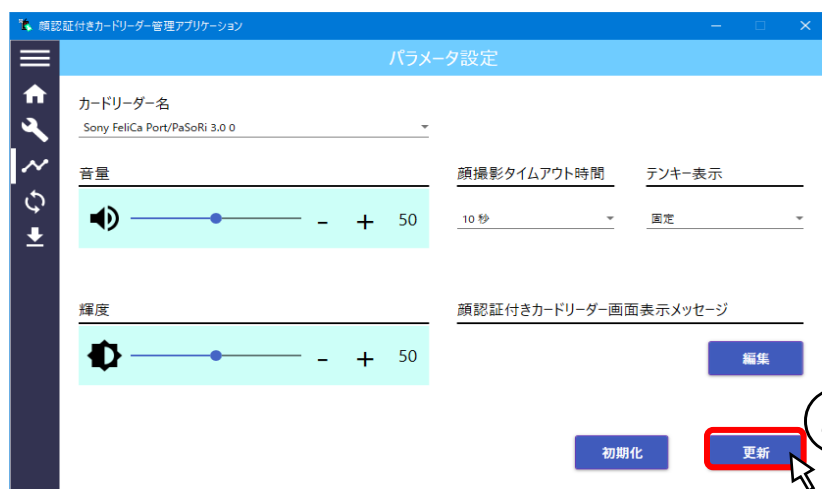 顔認証付きカードリーダー管理アプリケーション
パラメータ設定
カードリーダー名
Sony FeliCa Port/PaSoRi 3.0 0
音量
- + 50
顔撮影タイムアウト時間
10 秒
テンキー表示
固定
輝度
- + 50
顔認証付きカードリーダー画面表示メッセージ
編集
初期化
更新